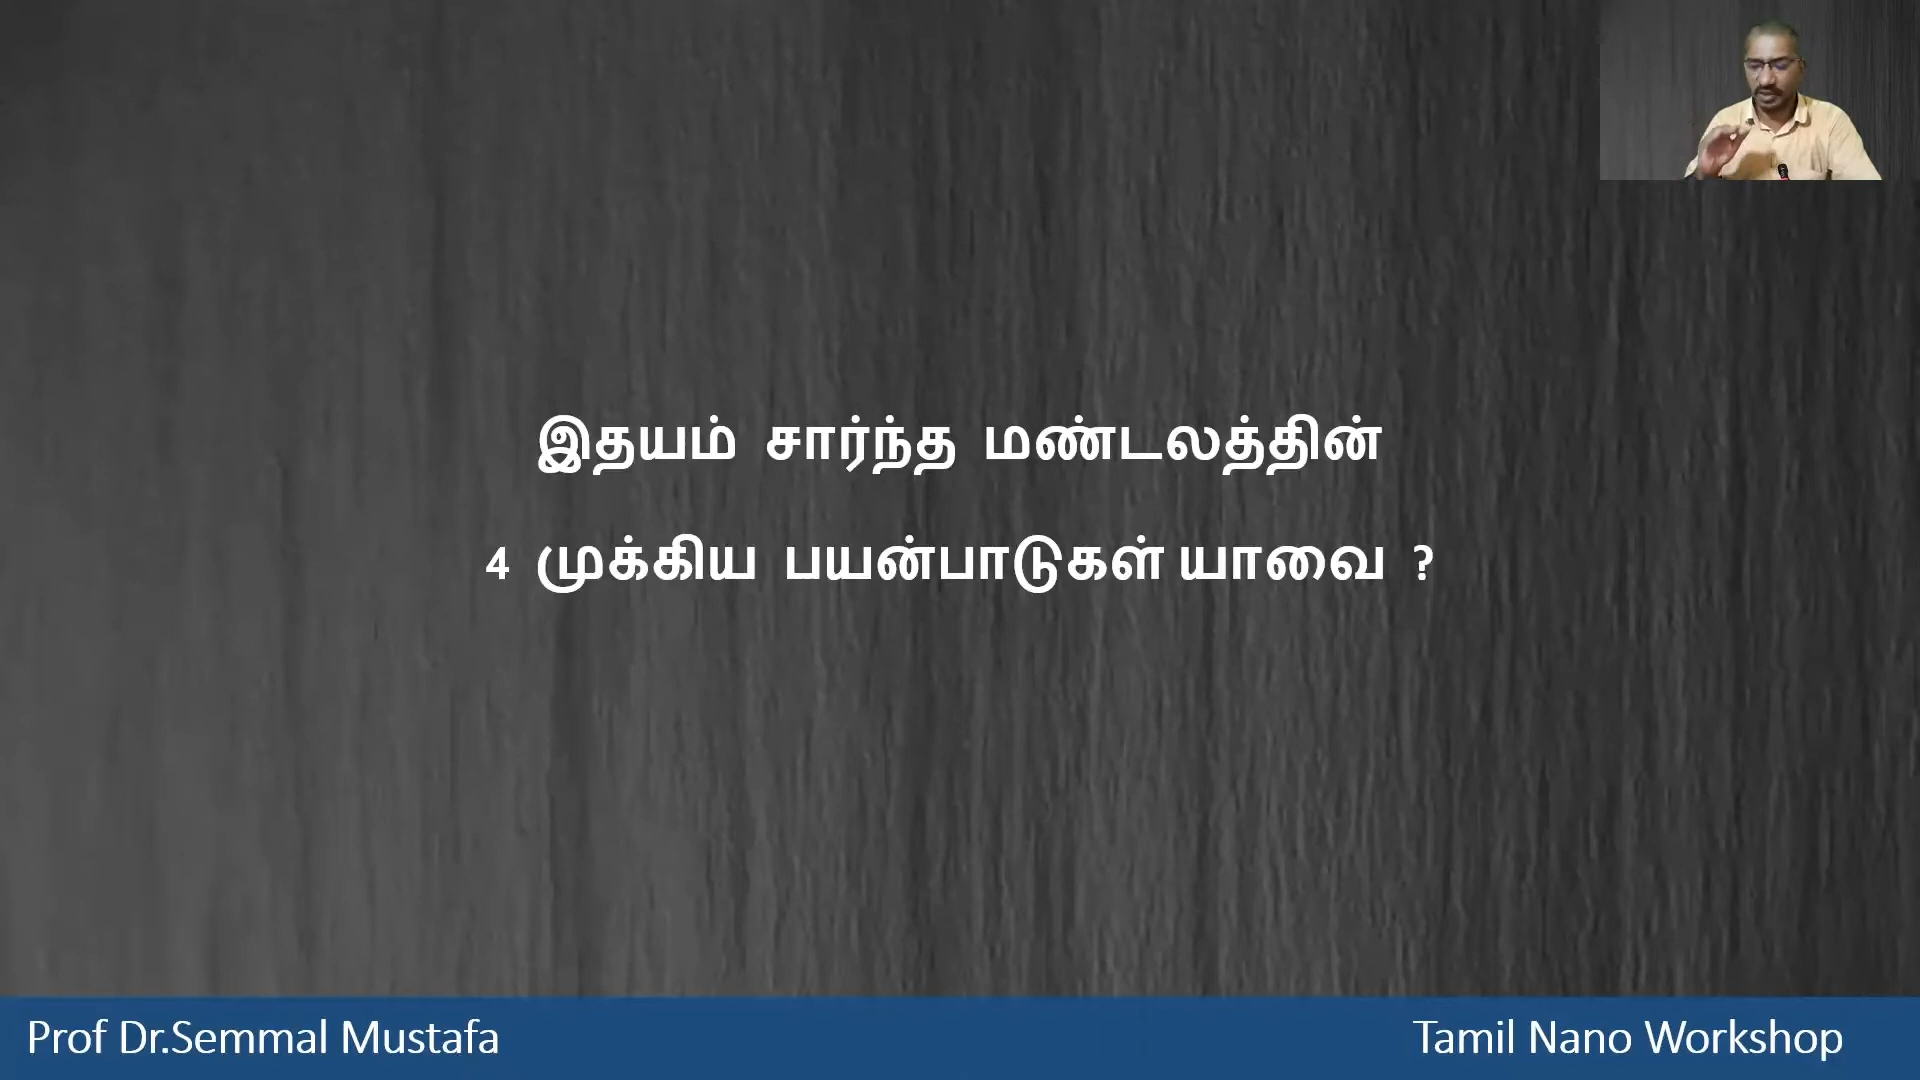 இதயம் சார்ந்த மண்டலத்தின்
4 முக்கிய பயன்பாடுகள் யாவை ?
Prof Dr.Semmal Mustafa
Tamil Nano Workshop